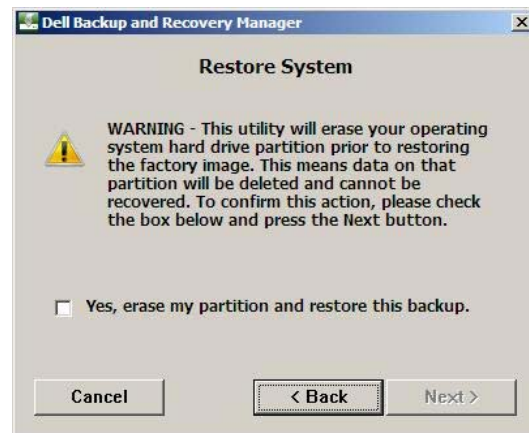 Dell Backup and Recovery Manager
Restore System
WARNING - This utility will erase your operating
system hard drive partition prior to restoring
the factory image. This means data on that
partition will be deleted and cannot be
recovered. To confirm this action, please check
the box below and press the Next button.
Yes, erase my partition and restore this backup.
Cancel
< Back
Next >